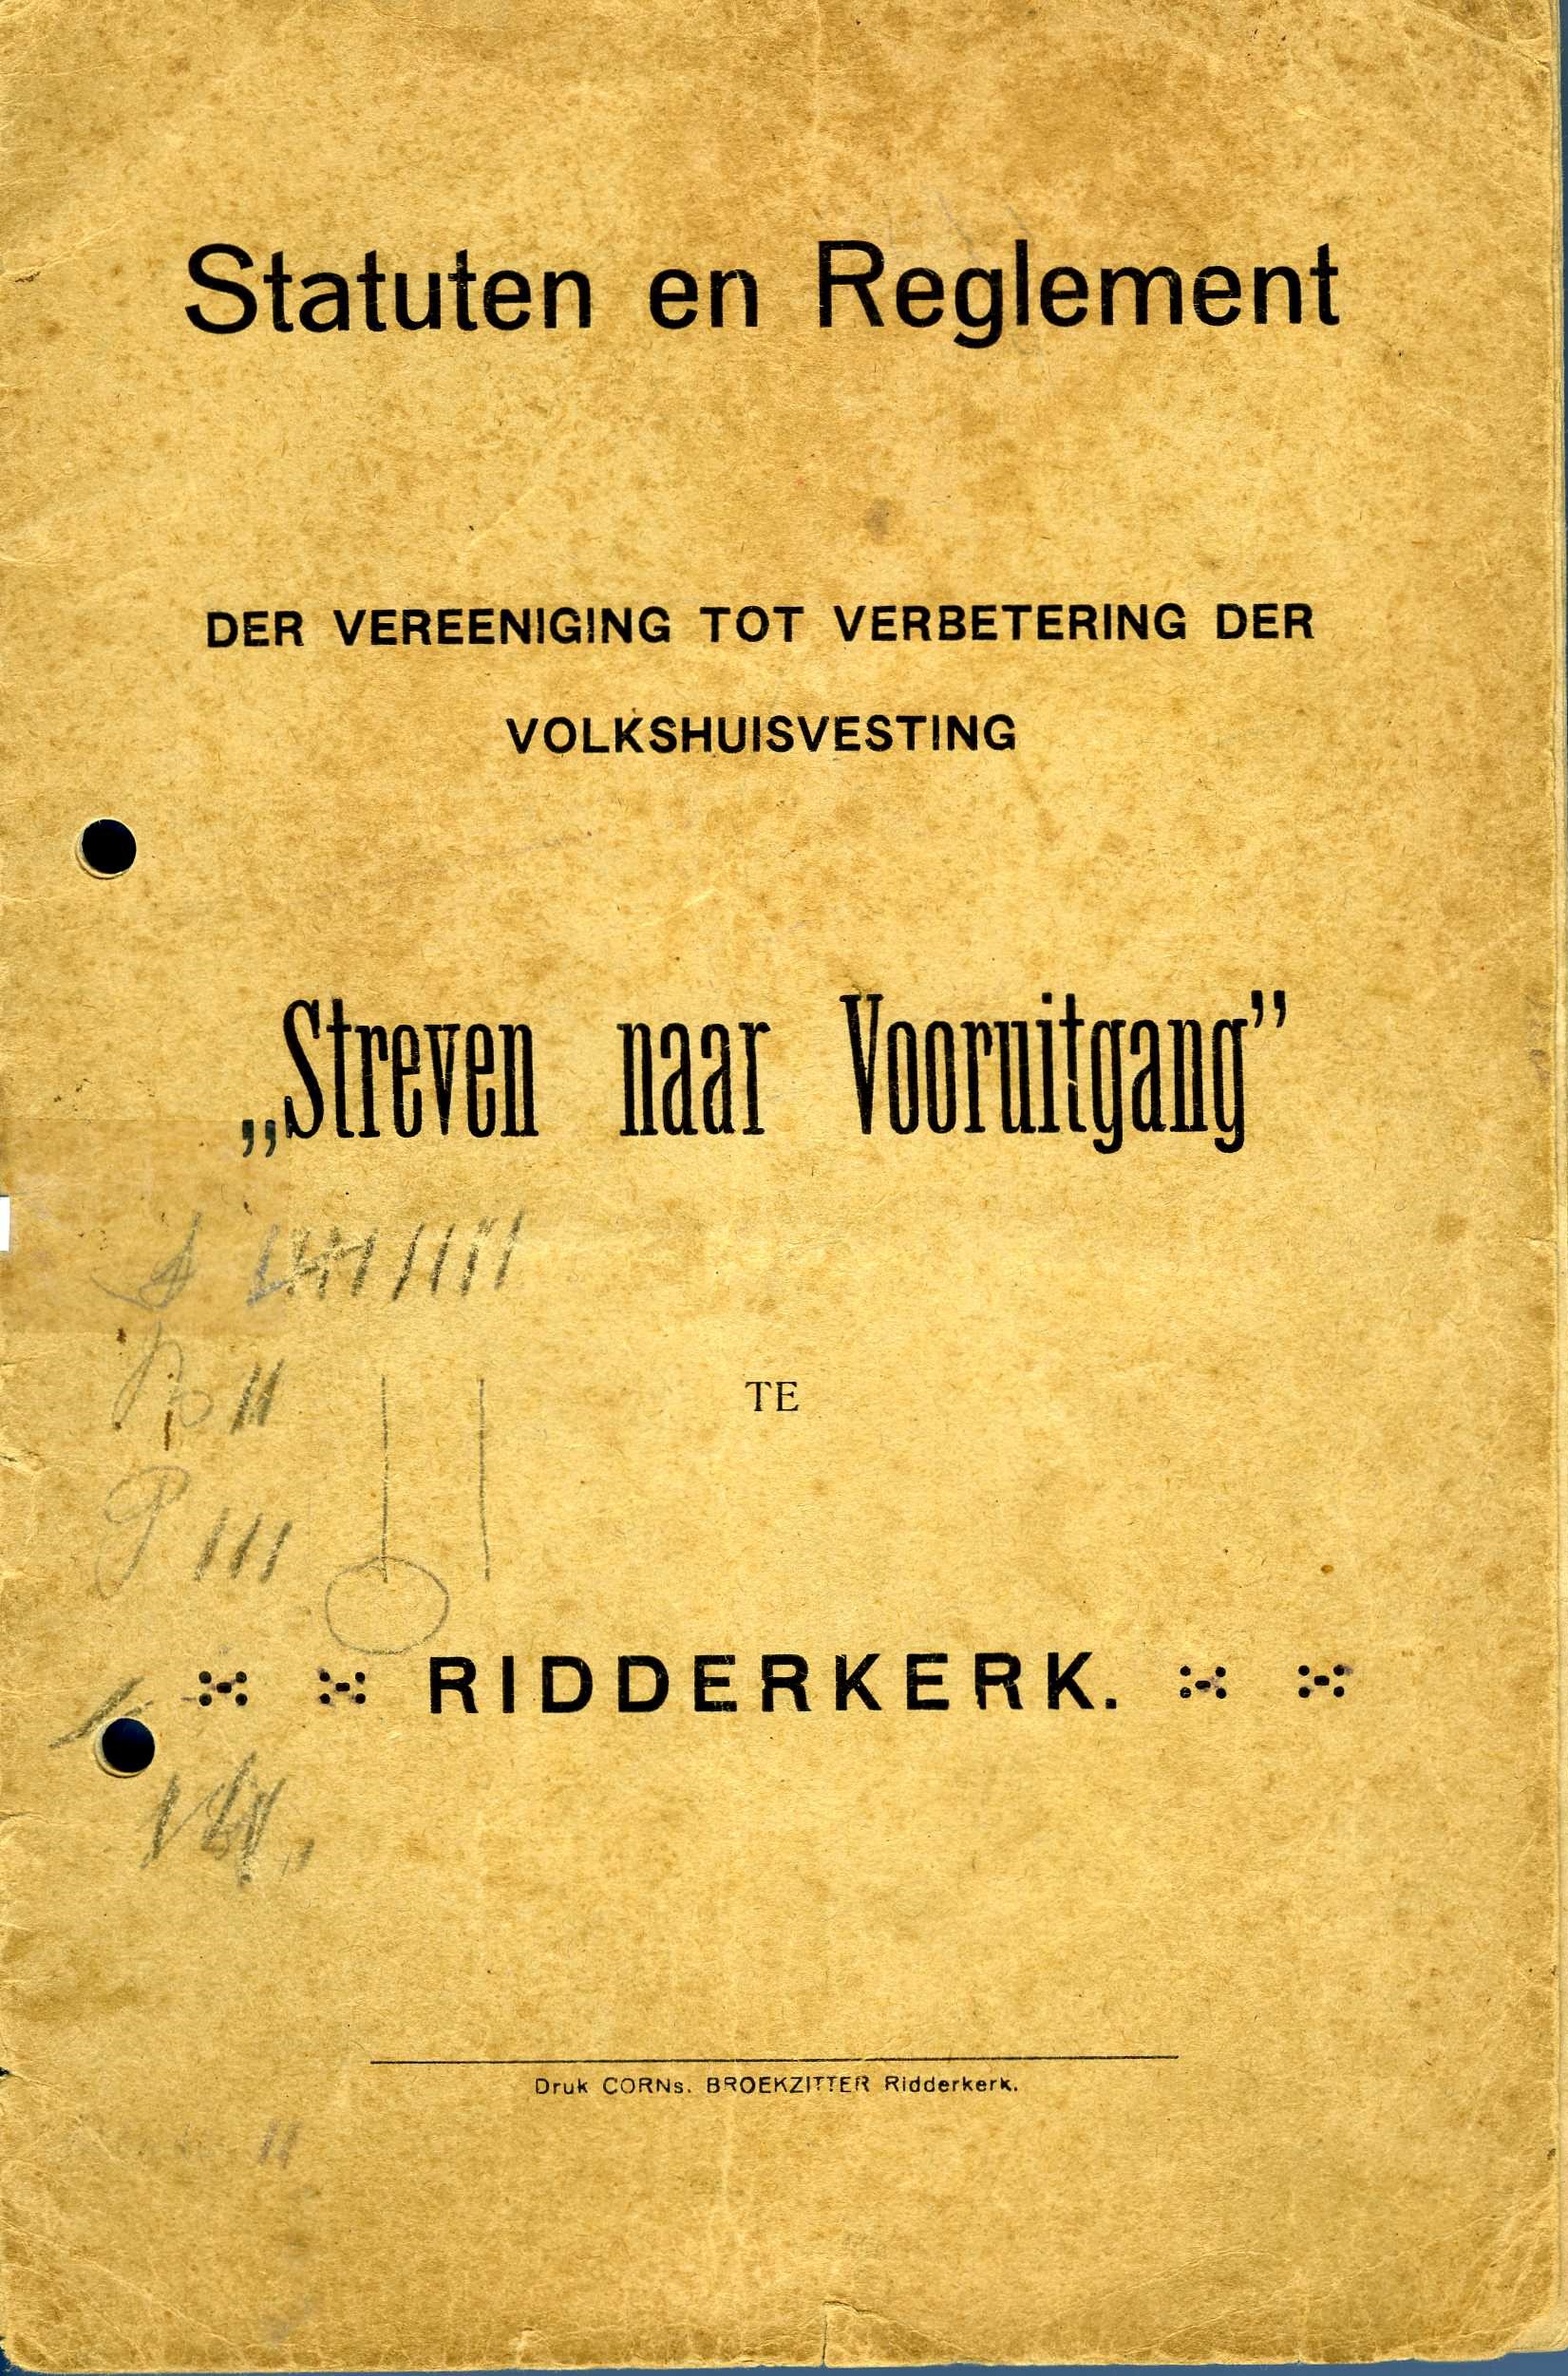 Statuten en Reglement
DER VEREENIGING TOT VERBETERING DER
VOLKSHUISVESTING
„Streven naar Vooruitgang”
TE
RIDDERKERK.
Druk CORNs. BROEKZITTER Ridderkerk.